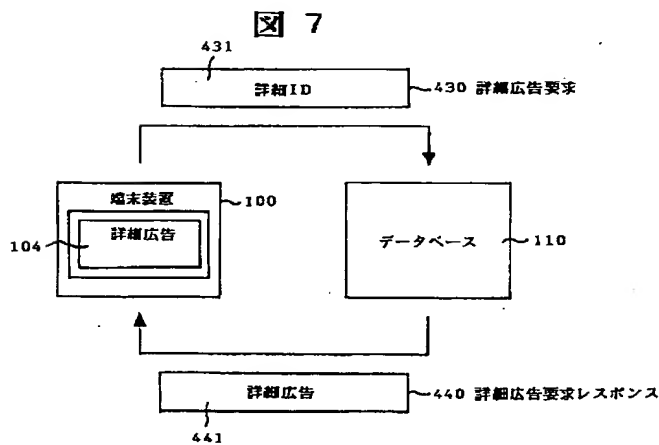 図 7
431
詳細ID
430 詳細広告要求
端末装置
100
104
詳細広告
データベース
110
詳細広告
440 詳細広告要求レスポンス
441